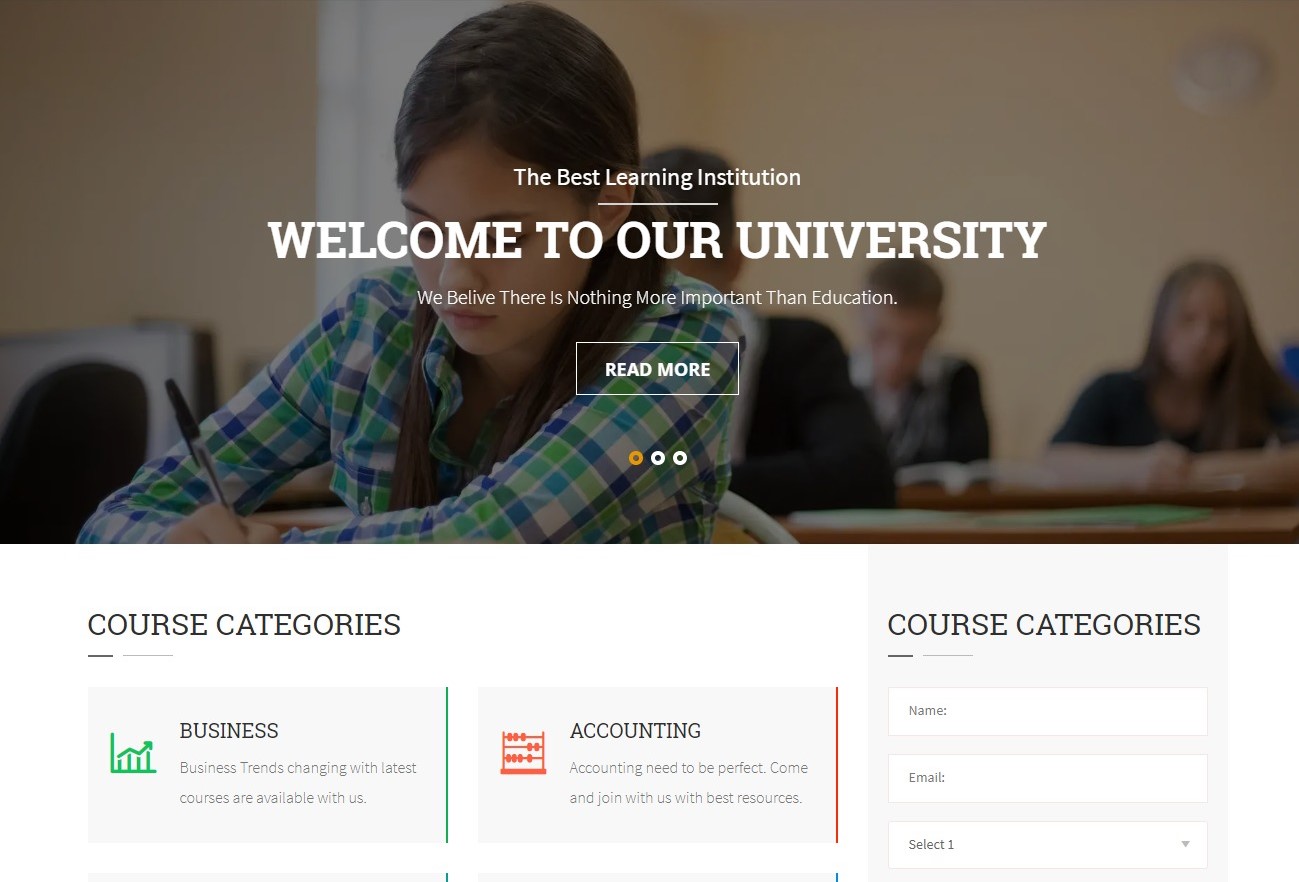 The Best Learning Institution
WELCOME TO OUR UNIVERSITY
We Belive There Is Nothing More Important Than Education.
READ MORE
COURSE CATEGORIES
BUSINESS
Business Trends changing with latest
courses are available with us.
ACCOUNTING
Accounting need to be perfect. Come
and join with us with best resources.
COURSE CATEGORIES
Name:
Email:
Select 1